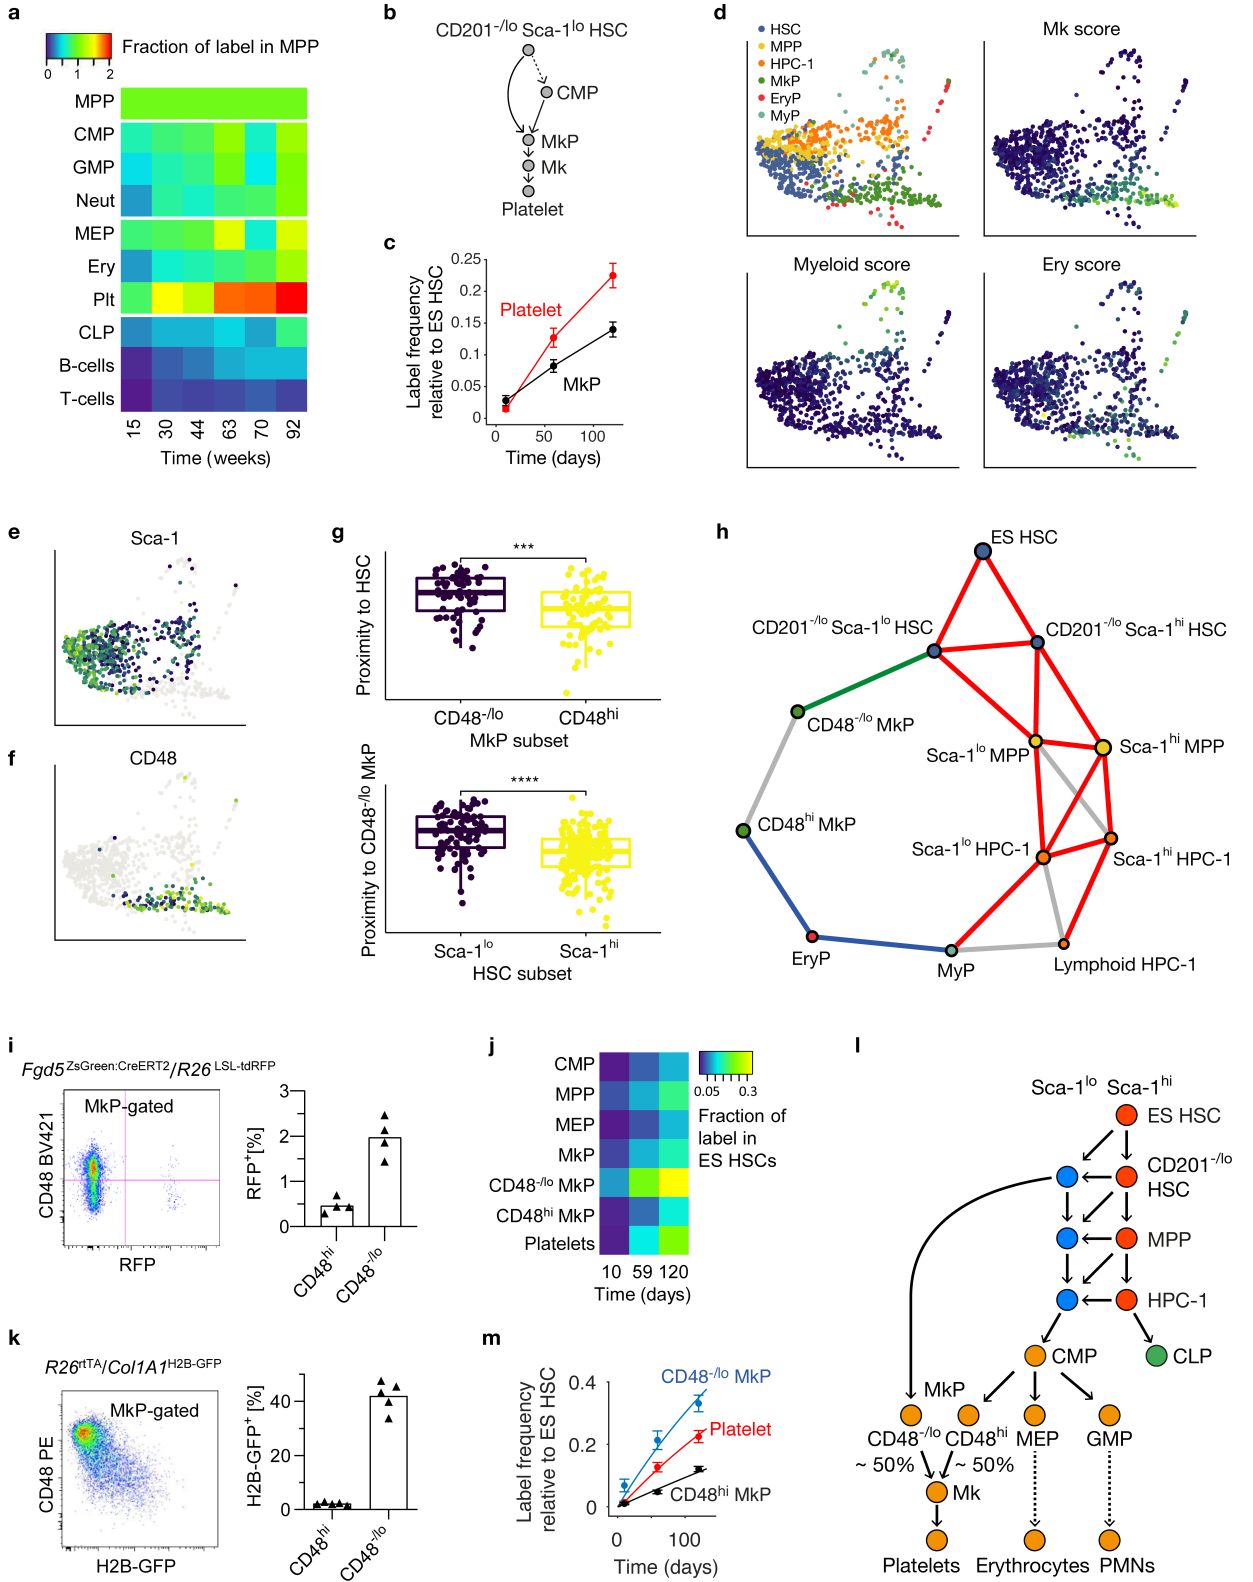 a
Fraction of label in MPP
0 1 2
MPP
CMP
GMP
Neut
MEP
Ery
Plt
CLP
B-cells
T-cells
15 30 44 63 70 92
Time (weeks)
b
CD201-/lo Sca-1lo HSC
CMP
MkP
Mk
Platelet
c
Label frequency
relative to ES HSC
0.25
0.2
0.15
0.1
0.05
0
Platelet
MkP
0 50 100
Time (days)
d
HSC
MPP
HPC-1
MkP
EryP
MyP
Mk score
Myeloid score
Ery score
e
Sca-1
f
CD48
g
Proximity to HSC
***
CD48-/lo CD48hi
MkP subset
Proximity to CD48-/lo MkP
****
Sca-1lo Sca-1hi
HSC subset
h
ES HSC
CD201-/lo Sca-1lo HSC
CD201-/lo Sca-1hi HSC
CD48-/lo MkP
Sca-1lo MPP
Sca-1hi MPP
CD48hi MkP
Sca-1lo HPC-1
Sca-1hi HPC-1
EryP
MyP
Lymphoid HPC-1
i
Fgd5ZsGreen:CreERT2/R26LSL-tdRFP
MkP-gated
CD48 BV421
RFP
RFP+[%]
3
2
1
0
CD48hi
CD48-/lo
j
CMP
MPP
MEP
MkP
CD48-/lo MkP
CD48hi MkP
Platelets
10 59 120
Time (days)
0.05 0.3
Fraction of
label in
ES HSCs
k
R26rtTA/Col1A1H2B-GFP
MkP-gated
CD48 PE
H2B-GFP
H2B-GFP+ [%]
40
20
0
CD48hi
CD48-/lo
l
Sca-1lo Sca-1hi
ES HSC
CD201-/lo
HSC
MPP
HPC-1
CMP
CLP
MkP
CD48-/lo CD48hi MEP GMP
~ 50% ~ 50%
Mk
Platelets Erythrocytes PMNs
m
Label frequency
relative to ES HSC
0.4
0.2
0
CD48-/lo MkP
Platelet
CD48hi MkP
0 100
Time (days)